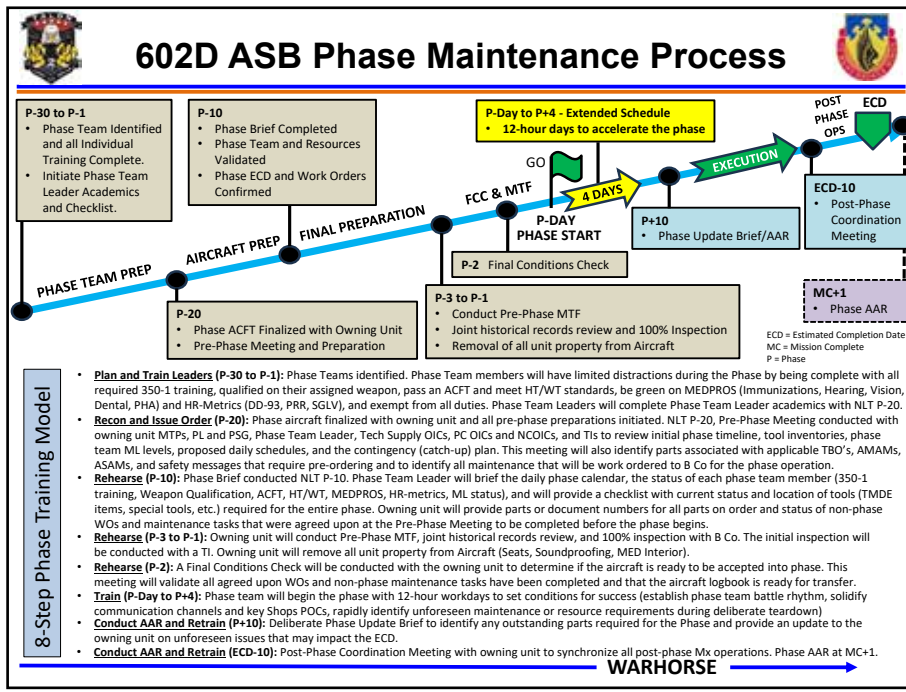 602D ASB Phase Maintenance Process
P-30 to P-1
• Phase Team Identified
and all Individual
Training Complete.
• Initiate Phase Team
Leader Academics
and Checklist.
P-10
• Phase Brief Completed
• Phase Team and Resources
Validated
• Phase ECD and Work Orders
Confirmed
P-Day to P+4 - Extended Schedule
• 12-hour days to accelerate the phase
POST
PHASE
OPS
ECD
GO
EXECUTION
4 DAYS
FCC & MTF
P-DAY
PHASE START
FINAL PREPARATION
AIRCRAFT PREP
PHASE TEAM PREP
P+10
• Phase Update Brief/AAR
ECD-10
• Post-Phase
Coordination
Meeting
P-2 Final Conditions Check
P-20
• Phase ACFT Finalized with Owning Unit
• Pre-Phase Meeting and Preparation
P-3 to P-1
• Conduct Pre-Phase MTF
• Joint historical records review and 100% Inspection
• Removal of all unit property from Aircraft
MC+1
• Phase AAR
ECD = Estimated Completion Date
MC = Mission Complete
P = Phase
8-Step Phase Training Model
• Plan and Train Leaders (P-30 to P-1): Phase Teams identified. Phase Team members will have limited distractions during the Phase by being complete with all
required 350-1 training, qualified on their assigned weapon, pass an ACFT and meet HT/WT standards, be green on MEDPROS (Immunizations, Hearing, Vision,
Dental, PHA) and HR-Metrics (DD-93, PRR, SGLV), and exempt from all duties. Phase Team Leaders will complete Phase Team Leader academics with NLT P-20.
• Recon and Issue Order (P-20): Phase aircraft finalized with owning unit and all pre-phase preparations initiated. NLT P-20, Pre-Phase Meeting conducted with
owning unit MTPs, PL and PSG, Phase Team Leader, Tech Supply OICs, PC OICs and NCOICs, and TIs to review initial phase timeline, tool inventories, phase
team ML levels, proposed daily schedules, and the contingency (catch-up) plan. This meeting will also identify parts associated with applicable TBO's, AMAMs,
ASAMs, and safety messages that require pre-ordering and to identify all maintenance that will be work ordered to B Co for the phase operation.
• Rehearse (P-10): Phase Brief conducted NLT P-10. Phase Team Leader will brief the daily phase calendar, the status of each phase team member (350-1
training, Weapon Qualification, ACFT, HT/WT, MEDPROS, HR-metrics, ML status), and will provide a checklist with current status and location of tools (TMDE
items, special tools, etc.) required for the entire phase. Owning unit will provide parts or document numbers for all parts on order and status of non-phase
WOs and maintenance tasks that were agreed upon at the Pre-Phase Meeting to be completed before the phase begins.
• Rehearse (P-3 to P-1): Owning unit will conduct Pre-Phase MTF, joint historical records review, and 100% inspection with B Co. The initial inspection will
be conducted with a TI. Owning unit will remove all unit property from Aircraft (Seats, Soundproofing, MED Interior).
• Rehearse (P-2): A Final Conditions Check will be conducted with the owning unit to determine if the aircraft is ready to be accepted into phase. This
meeting will validate all agreed upon WOs and non-phase maintenance tasks have been completed and that the aircraft logbook is ready for transfer.
• Train (P-Day to P+4): Phase team will begin the phase with 12-hour workdays to set conditions for success (establish phase team battle rhythm, solidify
communication channels and key Shops POCs, rapidly identify unforeseen maintenance or resource requirements during deliberate teardown)
• Conduct AAR and Retrain (P+10): Deliberate Phase Update Brief to identify any outstanding parts required for the Phase and provide an update to the
owning unit on unforeseen issues that may impact the ECD.
• Conduct AAR and Retrain (ECD-10): Post-Phase Coordination Meeting with owning unit to synchronize all post-phase Mx operations. Phase AAR at MC+1.
WARHORSE